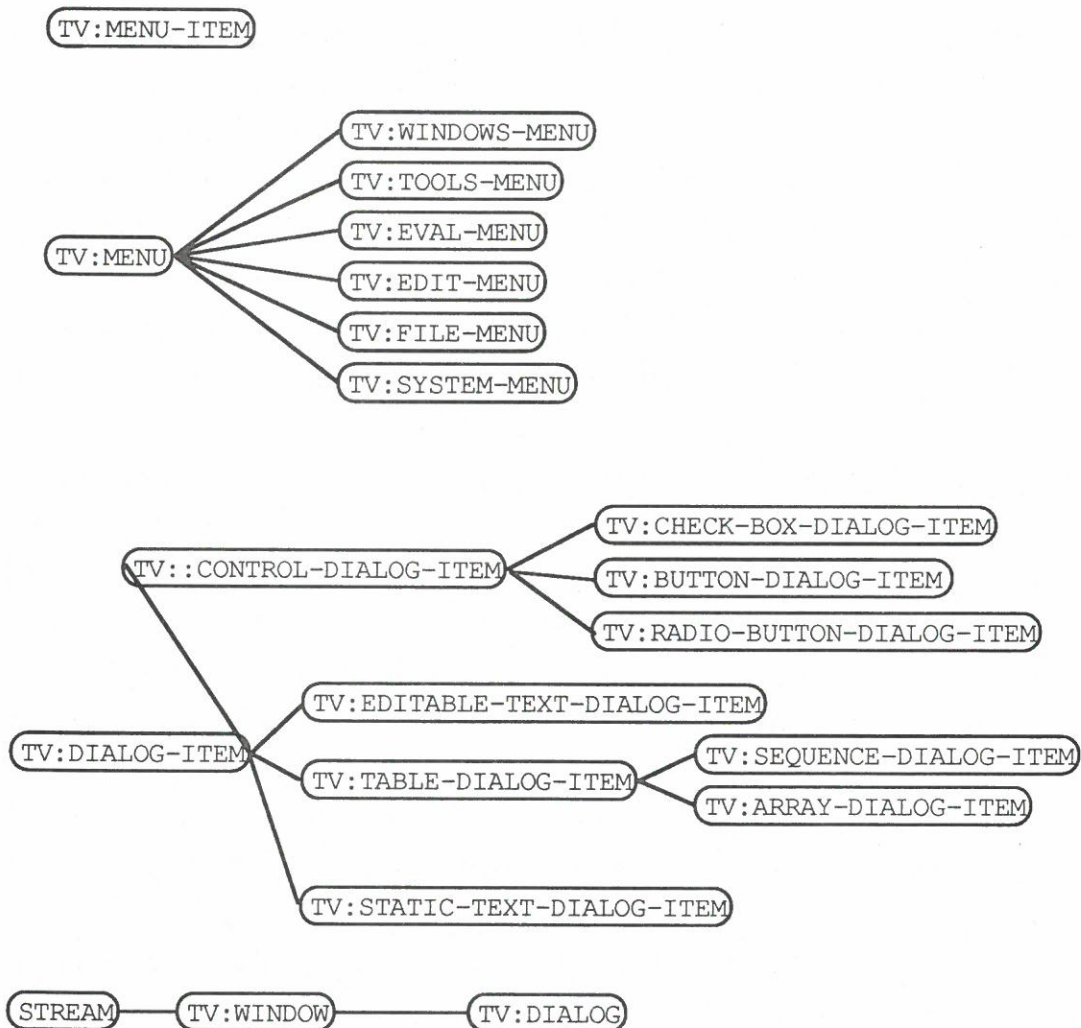 TV:MENU-ITEM
TV:WINDOWS-MENU
TV:TOOLS-MENU
TV:EVAL-MENU
TV:MENU
TV:EDIT-MENU
TV:FILE-MENU
TV:SYSTEM-MENU
TV:CHECK-BOX-DIALOG-ITEM
TV::CONTROL-DIALOG-ITEM
TV:BUTTON-DIALOG-ITEM
TV:RADIO-BUTTON-DIALOG-ITEM
TV:EDITABLE-TEXT-DIALOG-ITEM
TV:DIALOG-ITEM
TV:SEQUENCE-DIALOG-ITEM
TV:TABLE-DIALOG-ITEM
TV:ARRAY-DIALOG-ITEM
TV:STATIC-TEXT-DIALOG-ITEM
STREAM
TV:WINDOW
TV:DIALOG